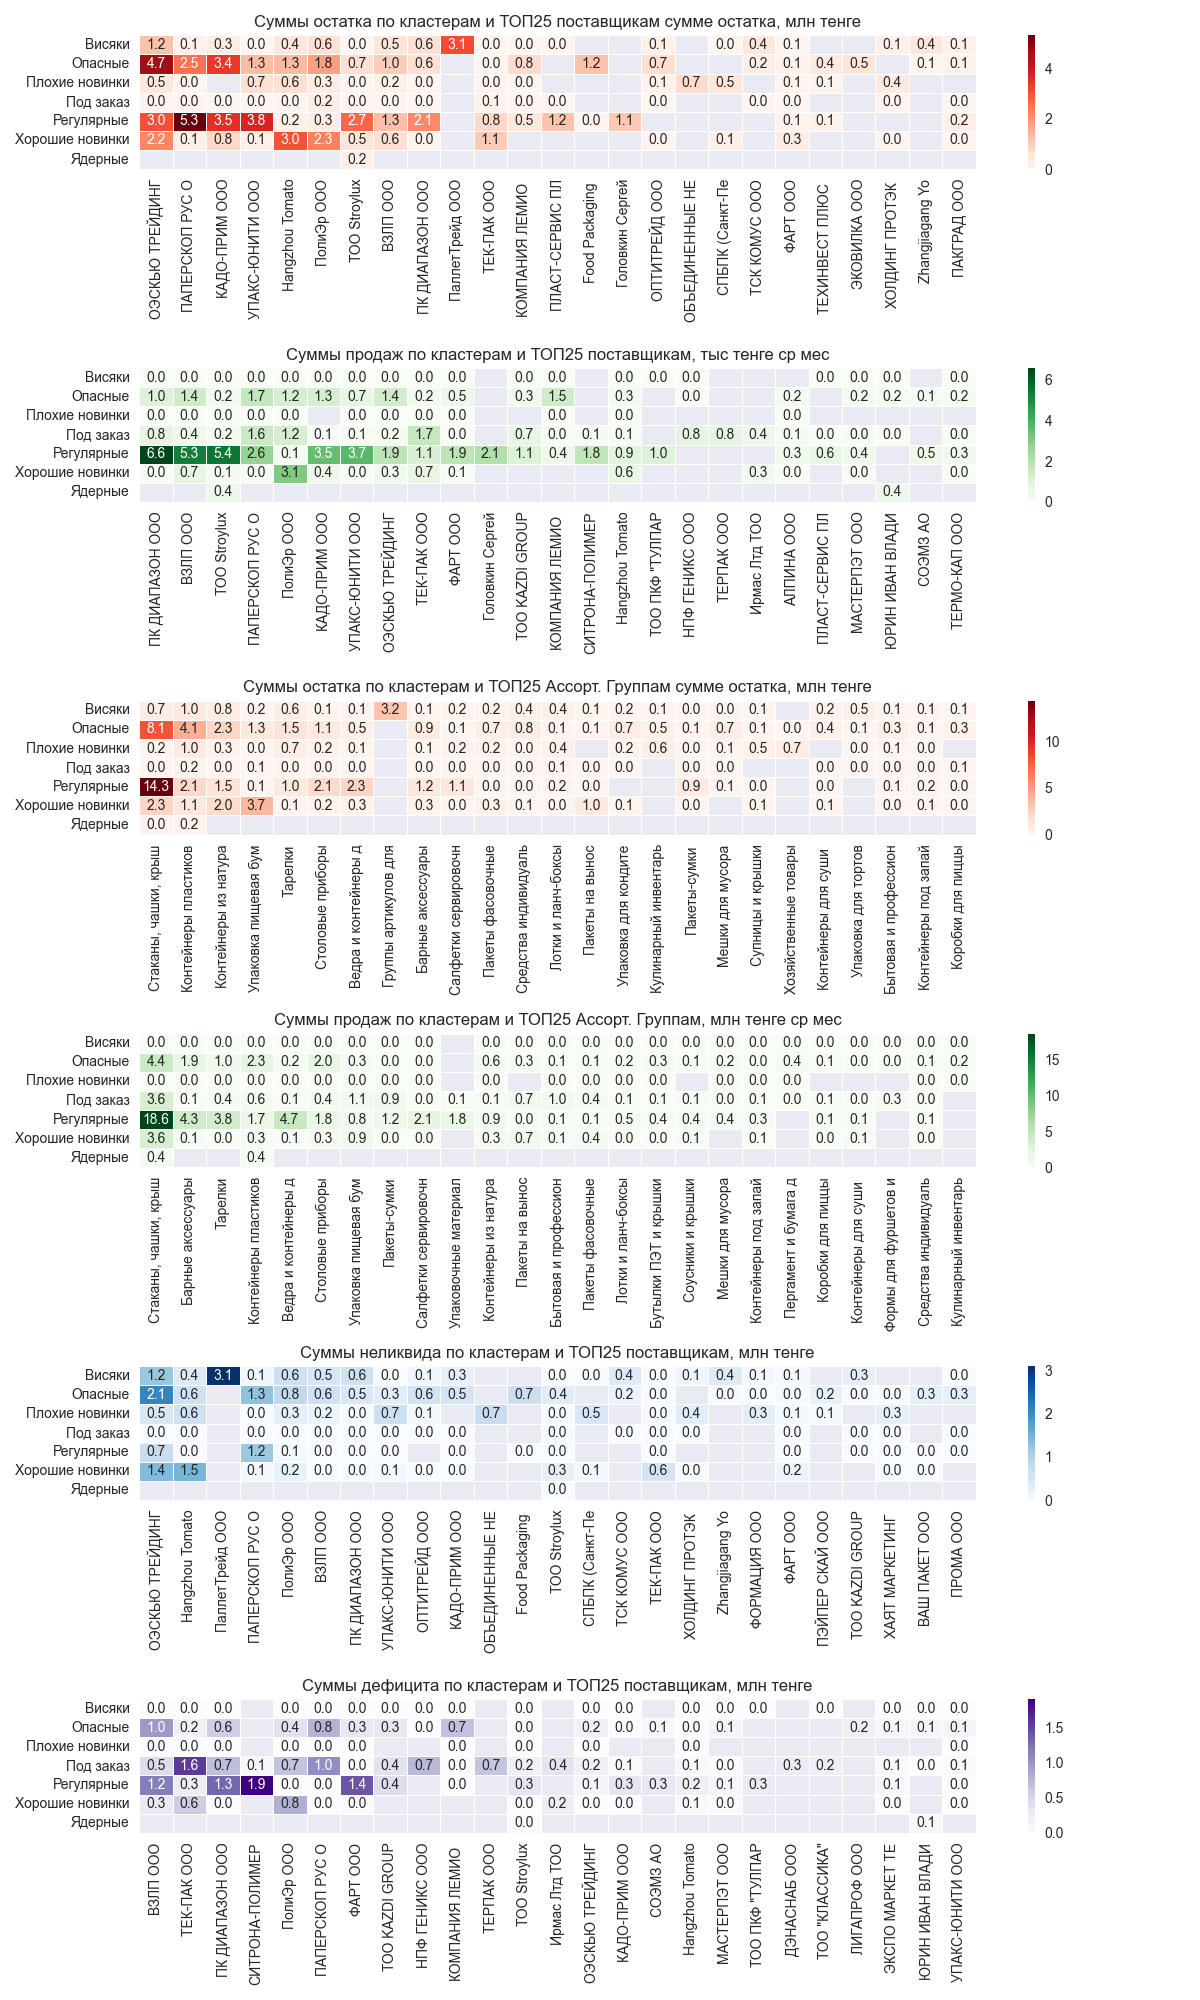 Суммы остатка по кластерам и ТОП25 поставщикам сумме остатка, млн тенге
Висяки 1.2 0.1 0.3 0.0 0.4 0.6 0.0 0.5 0.6 3.1 0.0 0.0 0.0 0.1 0.0 0.4 0.1 0.1 0.4 0.1
Опасные 4.7 2.5 3.4 1.3 1.3 1.8 0.7 1.0 0.6 0.0 0.8 1.2 0.7 0.2 0.1 0.4 0.5 0.1 0.1
Плохие новинки 0.5 0.0 0.7 0.6 0.3 0.0 0.2 0.0 0.0 0.0 0.1 0.7 0.5 0.1 0.1 0.4
Под заказ 0.0 0.0 0.0 0.0 0.0 0.2 0.0 0.0 0.0 0.1 0.0 0.0 0.0 0.0 0.0 0.0 0.0
Регулярные 3.0 5.3 3.5 3.8 0.2 0.3 2.7 1.3 2.1 0.8 0.5 1.2 0.0 1.1 0.1 0.1 0.2
Хорошие новинки 2.2 0.1 0.8 0.1 3.0 2.3 0.5 0.6 0.0 1.1 0.0 0.1 0.3 0.0 0.0
Ядерные 0.2
4
2
0
ОЭСКЬЮ ТРЕЙДИНГ
ПАПЕРСКОП РУС О
КАДО-ПРИМ ООО
УПАКС-ЮНИТИ ООО
Hangzhou Tomato
ПолиЭр ООО
ТОО Stroylux
ВЗЛП ООО
ПК ДИАПАЗОН ООО
ПаллетТрейд ООО
ТЕК-ПАК ООО
КОМПАНИЯ ЛЕМИО
ПЛАСТ-СЕРВИС ПЛ
Food Packaging
Головкин Сергей
ОПТИТРЕЙД ООО
ОБЪЕДИНЕННЫЕ НЕ
СПБПК (Санкт-Пе
ТСК КОМУС ООО
ФАРТ ООО
ТЕХИНВЕСТ ПЛЮС
ЭКОВИЛКА ООО
ХОЛДИНГ ПРОТЭК
Zhangjiagang Yo
ПАКГРАД ООО
Суммы продаж по кластерам и ТОП25 поставщикам, тыс тенге ср мес
Висяки 0.0 0.0 0.0 0.0 0.0 0.0 0.0 0.0 0.0 0.0 0.0 0.0 0.0 0.0 0.0 0.0 0.0 0.0 0.0
Опасные 1.0 1.4 0.2 1.7 1.2 1.3 0.7 1.4 0.2 0.5 0.3 1.5 0.3 0.0 0.2 0.2 0.2 0.1 0.2
Плохие новинки 0.0 0.0 0.0 0.0 0.0 0.0 0.0 0.0 0.0 0.0 0.0 0.0
Под заказ 0.8 0.4 0.2 1.6 1.2 0.1 0.1 0.2 1.7 0.0 0.7 0.0 0.1 0.1 0.8 0.8 0.4 0.1 0.0 0.0 0.0 0.0
Регулярные 6.6 5.3 5.4 2.6 0.1 3.5 3.7 1.9 1.1 1.9 2.1 1.1 0.4 1.8 0.9 1.0 0.3 0.6 0.4 0.5 0.3
Хорошие новинки 0.0 0.7 0.1 0.0 3.1 0.4 0.0 0.3 0.7 0.1 0.6 0.3 0.0 0.0 0.0
Ядерные 0.4 0.4
6
4
2
0
ПК ДИАПАЗОН ООО
ВЗЛП ООО
ТОО Stroylux
ПАПЕРСКОП РУС О
ПолиЭр ООО
КАДО-ПРИМ ООО
УПАКС-ЮНИТИ ООО
ОЭСКЬЮ ТРЕЙДИНГ
ТЕК-ПАК ООО
ФАРТ ООО
Головкин Сергей
ТОО KAZDI GROUP
КОМПАНИЯ ЛЕМИО
СИТРОНА-ПОЛИМЕР
Hangzhou Tomato
ТОО ПКФ "ТУЛПАР
НПФ ГЕНИКС ООО
ТЕРПАК ООО
Ирмас Лтд ТОО
АЛПИНА ООО
ПЛАСТ-СЕРВИС ПЛ
МАСТЕРПЭТ ООО
ЮРИН ИВАН ВЛАДИ
СОЭМЗ АО
ТЕРМО-КАП ООО
Суммы остатка по кластерам и ТОП25 Ассорт. Группам сумме остатка, млн тенге
Висяки 0.7 1.0 0.8 0.2 0.6 0.1 0.1 3.2 0.1 0.2 0.2 0.4 0.4 0.1 0.2 0.1 0.0 0.0 0.1 0.2 0.5 0.1 0.1 0.1
Опасные 8.1 4.1 2.3 1.3 1.5 1.1 0.5 0.9 0.1 0.7 0.8 0.1 0.1 0.7 0.5 0.1 0.7 0.1 0.0 0.4 0.1 0.3 0.1 0.3
Плохие новинки 0.2 1.0 0.3 0.0 0.7 0.2 0.1 0.1 0.2 0.2 0.0 0.4 0.2 0.6 0.0 0.1 0.5 0.7 0.0 0.1 0.0
Под заказ 0.0 0.2 0.0 0.1 0.0 0.0 0.0 0.0 0.0 0.0 0.0 0.1 0.0 0.0 0.0 0.0 0.0 0.0 0.0 0.1
Регулярные 14.3 2.1 1.5 0.1 1.0 2.1 2.3 1.2 1.1 0.0 0.0 0.2 0.0 0.9 0.1 0.0 0.0 0.1 0.2 0.0
Хорошие новинки 2.3 1.1 2.0 3.7 0.1 0.2 0.3 0.3 0.0 0.3 0.1 0.0 1.0 0.1 0.0 0.1 0.1 0.0 0.1 0.0
Ядерные 0.0 0.2
10
5
0
Стаканы, чашки, крыш
Контейнеры пластиков
Контейнеры из натура
Упаковка пищевая бум
Тарелки
Столовые приборы
Ведра и контейнеры д
Группы артикулов для
Барные аксессуары
Салфетки сервировочн
Пакеты фасовочные
Средства индивидуаль
Лотки и ланч-боксы
Пакеты на вынос
Упаковка для кондите
Кулинарный инвентарь
Пакеты-сумки
Мешки для мусора
Супницы и крышки
Хозяйственные товары
Контейнеры для суши
Упаковка для тортов
Бытовая и профессион
Контейнеры под запай
Коробки для пиццы
Суммы продаж по кластерам и ТОП25 Ассорт. Группам, млн тенге ср мес
Висяки 0.0 0.0 0.0 0.0 0.0 0.0 0.0 0.0 0.0 0.0 0.0 0.0 0.0 0.0 0.0 0.0 0.0 0.0 0.0 0.0 0.0 0.0 0.0 0.0
Опасные 4.4 1.9 1.0 2.3 0.2 2.0 0.3 0.0 0.0 0.6 0.3 0.1 0.1 0.2 0.3 0.1 0.2 0.0 0.4 0.1 0.0 0.0 0.1 0.2
Плохие новинки 0.0 0.0 0.0 0.0 0.0 0.0 0.0 0.0 0.0 0.0 0.0 0.0 0.0 0.0 0.0 0.0 0.0 0.0 0.0
Под заказ 3.6 0.1 0.4 0.6 0.1 0.4 1.1 0.9 0.0 0.1 0.1 0.7 1.0 0.4 0.1 0.1 0.1 0.0 0.1 0.0 0.1 0.0 0.3 0.0
Регулярные 18.6 4.3 3.8 1.7 4.7 1.8 0.8 1.2 2.1 1.8 0.9 0.0 0.1 0.1 0.5 0.4 0.4 0.4 0.3 0.1 0.1 0.1
Хорошие новинки 3.6 0.1 0.0 0.3 0.1 0.3 0.9 0.0 0.0 0.3 0.7 0.1 0.4 0.0 0.0 0.1 0.1 0.0 0.1 0.0
Ядерные 0.4 0.4
15
10
5
0
Стаканы, чашки, крыш
Барные аксессуары
Тарелки
Контейнеры пластиков
Ведра и контейнеры д
Столовые приборы
Упаковка пищевая бум
Пакеты-сумки
Салфетки сервировочн
Упаковочные материал
Контейнеры из натура
Пакеты на вынос
Бытовая и профессион
Пакеты фасовочные
Лотки и ланч-боксы
Бутылки ПЭТ и крышки
Соусники и крышки
Мешки для мусора
Контейнеры под запай
Пергамент и бумага д
Коробки для пиццы
Контейнеры для суши
Формы для фуршетов и
Средства индивидуаль
Кулинарный инвентарь
Суммы неликвида по кластерам и ТОП25 поставщикам, млн тенге
Висяки 1.2 0.4 3.1 0.1 0.6 0.5 0.6 0.0 0.1 0.3 0.0 0.0 0.4 0.0 0.1 0.4 0.1 0.1 0.3 0.0
Опасные 2.1 0.6 1.3 0.8 0.6 0.5 0.3 0.6 0.5 0.7 0.4 0.2 0.0 0.0 0.0 0.0 0.2 0.0 0.0 0.3 0.3
Плохие новинки 0.5 0.6 0.0 0.3 0.2 0.0 0.7 0.1 0.7 0.0 0.5 0.0 0.4 0.3 0.1 0.1 0.3
Под заказ 0.0 0.0 0.0 0.0 0.0 0.0 0.0 0.0 0.0 0.0 0.0 0.0 0.0 0.0 0.0 0.0 0.0
Регулярные 0.7 0.0 1.2 0.1 0.0 0.0 0.0 0.0 0.0 0.0 0.0 0.0 0.0 0.0 0.0 0.0
Хорошие новинки 1.4 1.5 0.1 0.2 0.0 0.0 0.1 0.0 0.0 0.3 0.1 0.6 0.0 0.2 0.0 0.0
Ядерные 0.0
3
2
1
0
ОЭСКЬЮ ТРЕЙДИНГ
Hangzhou Tomato
ПаллетТрейд ООО
ПАПЕРСКОП РУС О
ПолиЭр ООО
ВЗЛП ООО
ПК ДИАПАЗОН ООО
УПАКС-ЮНИТИ ООО
ОПТИТРЕЙД ООО
КАДО-ПРИМ ООО
ОБЪЕДИНЕННЫЕ НЕ
Food Packaging
ТОО Stroylux
СПБПК (Санкт-Пе
ТСК КОМУС ООО
ТЕК-ПАК ООО
ХОЛДИНГ ПРОТЭК
Zhangjiagang Yo
ФОРМАЦИЯ ООО
ФАРТ ООО
ПЭЙПЕР СКАЙ ООО
ТОО KAZDI GROUP
ХАЯТ МАРКЕТИНГ
ВАШ ПАКЕТ ООО
ПРОМА ООО
Суммы дефицита по кластерам и ТОП25 поставщикам, млн тенге
Висяки 0.0 0.0 0.0 0.0 0.0 0.0 0.0 0.0 0.0 0.0 0.0 0.0 0.0 0.0 0.0 0.0 0.0 0.0
Опасные 1.0 0.2 0.6 0.4 0.8 0.3 0.3 0.0 0.7 0.0 0.2 0.0 0.1 0.0 0.1 0.2 0.1 0.1 0.1
Плохие новинки 0.0 0.0 0.0 0.0 0.0 0.0 0.0 0.0 0.0 0.0 0.0
Под заказ 0.5 1.6 0.7 0.1 0.7 1.0 0.0 0.4 0.7 0.0 0.7 0.2 0.4 0.2 0.1 0.1 0.0 0.3 0.2 0.1 0.0 0.1
Регулярные 1.2 0.3 1.3 1.9 0.0 0.0 1.4 0.4 0.0 0.3 0.1 0.3 0.3 0.2 0.1 0.3 0.1 0.0
Хорошие новинки 0.3 0.6 0.0 0.8 0.0 0.0 0.0 0.2 0.0 0.0 0.1 0.0 0.0 0.0
Ядерные 0.0 0.1
1.5
1.0
0.5
0.0
ВЗЛП ООО
ТЕК-ПАК ООО
ПК ДИАПАЗОН ООО
СИТРОНА-ПОЛИМЕР
ПолиЭр ООО
ПАПЕРСКОП РУС О
ФАРТ ООО
ТОО KAZDI GROUP
НПФ ГЕНИКС ООО
КОМПАНИЯ ЛЕМИО
ТЕРПАК ООО
ТОО Stroylux
Ирмас Лтд ТОО
ОЭСКЬЮ ТРЕЙДИНГ
КАДО-ПРИМ ООО
СОЭМЗ АО
Hangzhou Tomato
МАСТЕРПЭТ ООО
ТОО ПКФ "ТУЛПАР
ДЭНАСНАБ ООО
ТОО "КЛАССИКА"
ЛИГАПРОФ ООО
ЭКСПО МАРКЕТ ТЕ
ЮРИН ИВАН ВЛАДИ
УПАКС-ЮНИТИ ООО